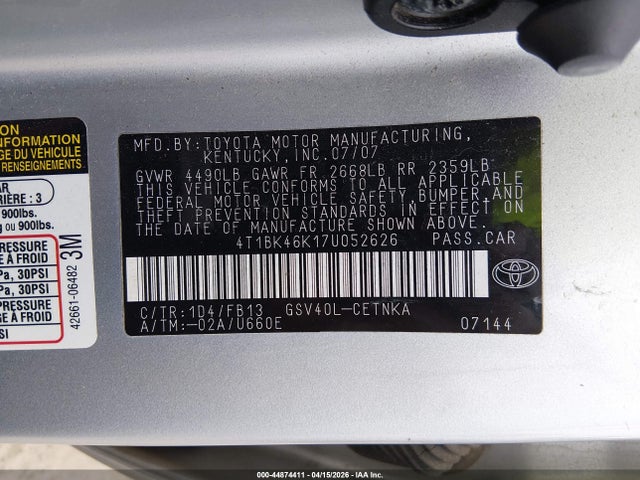 ION
INFORMATION
GE DU VEHICULE
RENSEIGNEMENTS
AR
RIÈRE : 3
900lbs.
ou 900lbs.
PRESSURE
À FROID
Pa, 30PSI
Pa, 30PSI
PRESSURE
À FROID
SI
42661-06482 3M
MFD.BY:TOYOTA MOTOR MANUFACTURING,
KENTUCKY,INC.07/07
GVWR 4490LB GAWR FR 2668LB RR 2359LB
THIS VEHICLE CONFORMS TO ALL APPLICABLE
FEDERAL MOTOR VEHICLE SAFETY,BUMPER,AND
THEFT PREVENTION STANDARDS IN EFFECT ON
THE DATE OF MANUFACTURE SHOWN ABOVE.
4T1BK46K17U052626 PASS.CAR
C/TR:1D4/FB13 GSV40L-CETNKA
A/TM:-02A/U660E 07144
TOYOTA
000-44874411 - 04/15/2026 - IAA Inc.